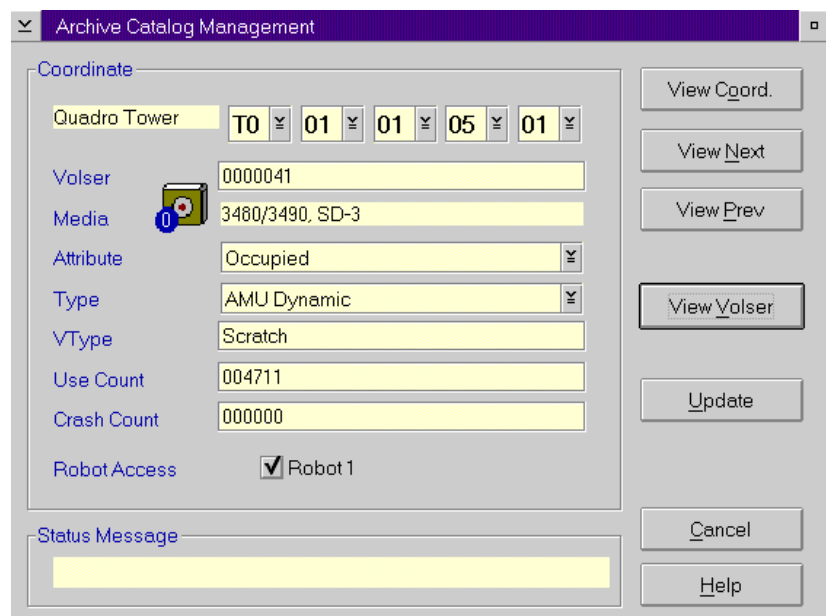 Archive Catalog Management
Coordinate
Quadro Tower T0 01 01 05 01
Volser 0000041
Media 0 3480/3490, SD-3
Attribute Occupied
Type AMU Dynamic
VType Scratch
Use Count 004711
Crash Count 000000
Robot Access Robot 1
Status Message
View Coord.
View Next
View Prev
View Volser
Update
Cancel
Help